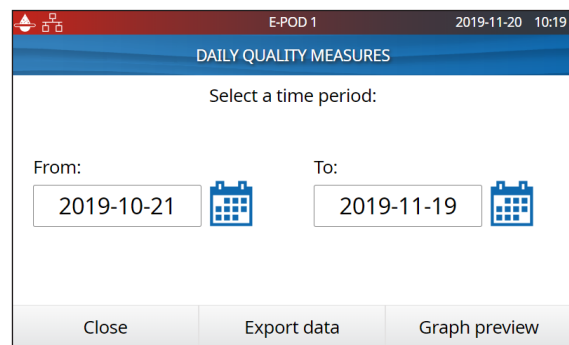 E-POD 1 2019-11-20 10:19
DAILY QUALITY MEASURES
Select a time period:
From: To:
2019-10-21 2019-11-19
Close Export data Graph preview